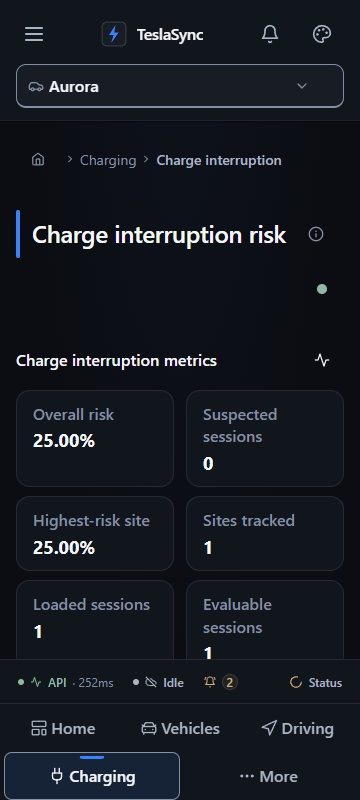 TeslaSync
Aurora
Charging
Charge interruption
Charge interruption risk
Charge interruption metrics
Overall risk
25.00%
Suspected
sessions
0
Highest-risk site
25.00%
Sites tracked
1
Loaded sessions
1
Evaluable
sessions
1
API · 252ms
Idle
2
Status
Home
Vehicles
Driving
Charging
More